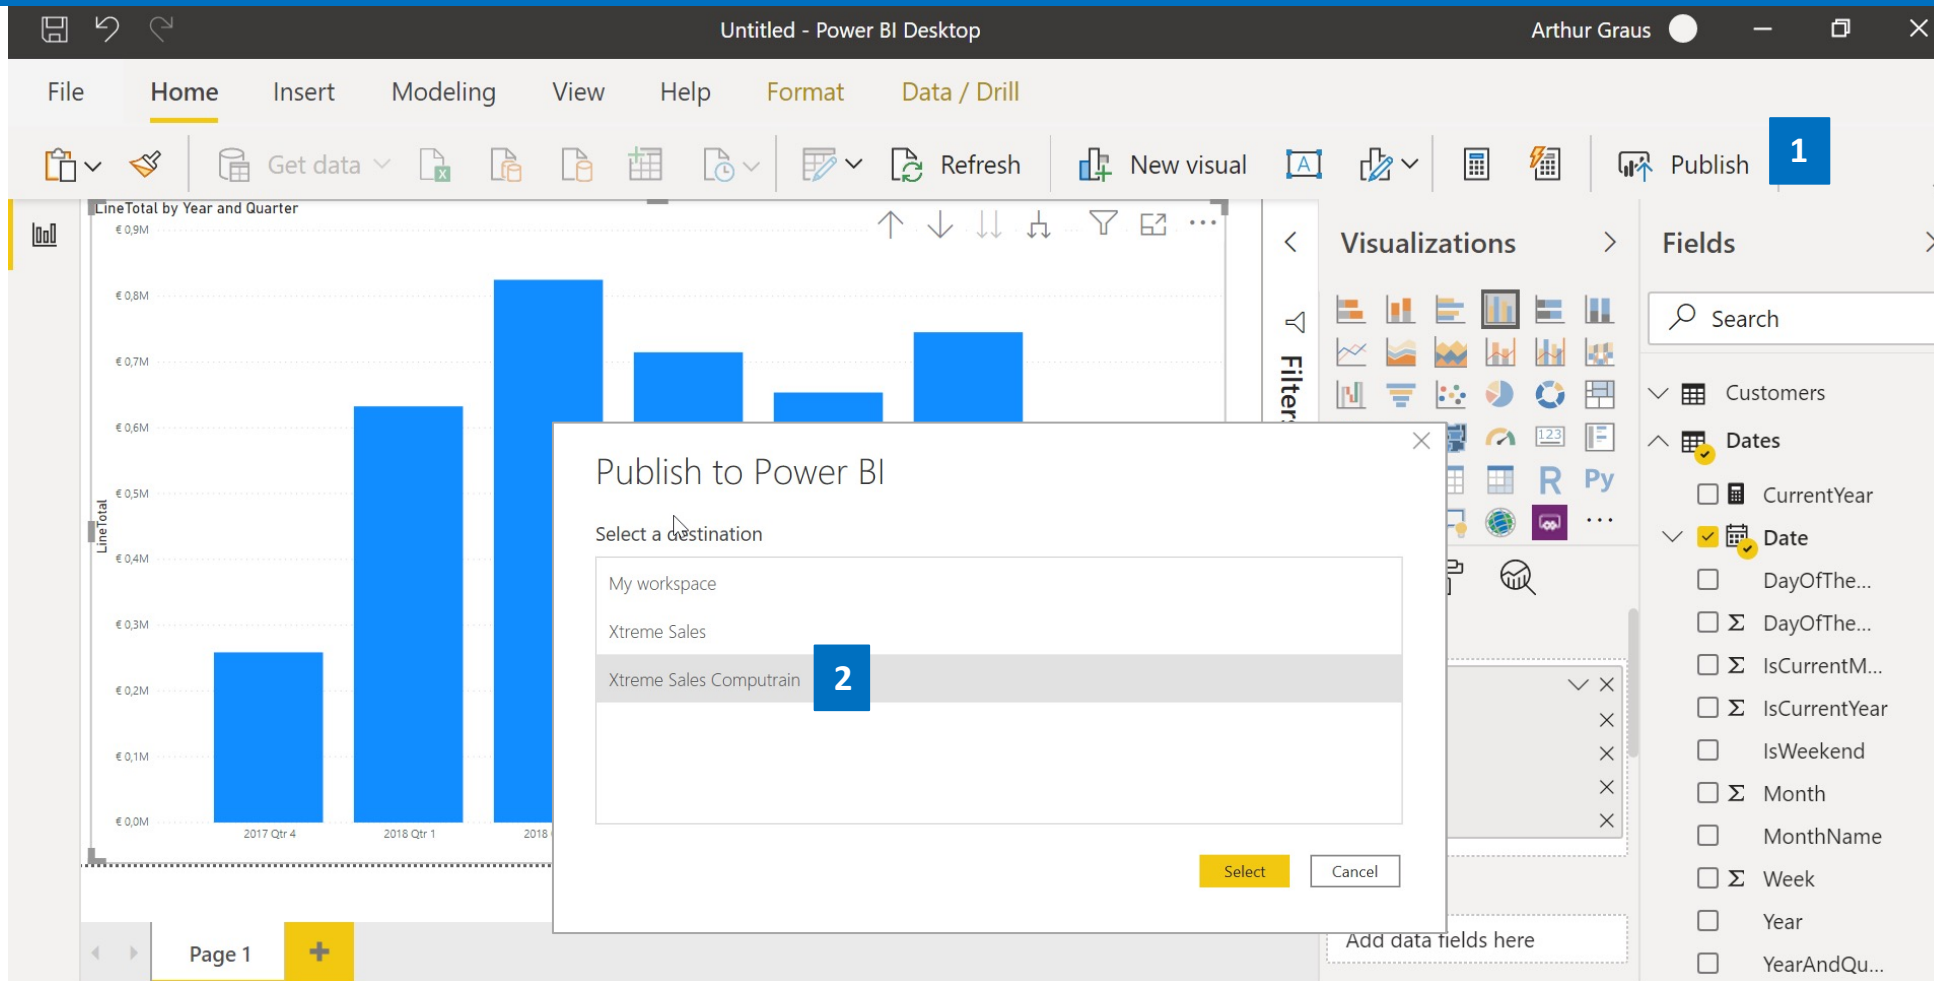 Untitled - Power BI Desktop
Arthur Graus
File Home Insert Modeling View Help Format Data / Drill
Get data
Refresh
New visual
A
Publish
1
LineTotal by Year and Quarter
€ 0,9M
€ 0,8M
€ 0,7M
€ 0,6M
€ 0,5M
€ 0,4M
€ 0,3M
€ 0,2M
€ 0,1M
€ 0,0M
LineTotal
2017 Qtr 4
2018 Qtr 1
2018
Publish to Power BI
Select a destination
My workspace
Xtreme Sales
Xtreme Sales Computrain
2
Select
Cancel
Filters
Visualizations
123
R
Py
Add data fields here
Fields
Search
Customers
Dates
CurrentYear
Date
DayOfThe...
Σ DayOfThe...
Σ IsCurrentM...
Σ IsCurrentYear
IsWeekend
Σ Month
MonthName
Σ Week
Year
YearAndQu...
Page 1